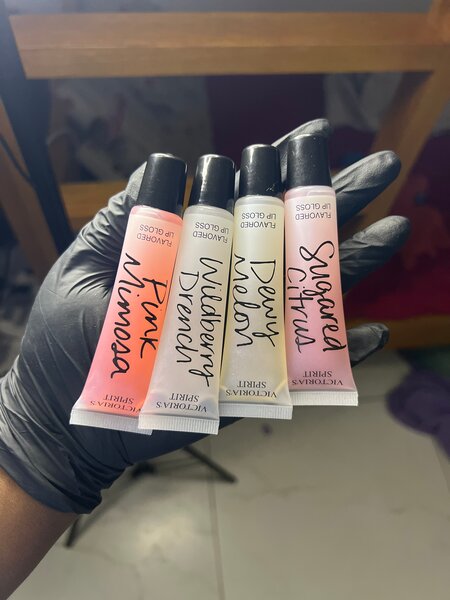 FLAVORED
LIP GLOSS
Pink
Mimosa
VICTORIA'S
SPIRIT
FLAVORED
LIP GLOSS
Wildberry
Drench
VICTORIA'S
SPIRIT
FLAVORED
LIP GLOSS
Dewy
Melon
VICTORIA'S
SPIRIT
FLAVORED
LIP GLOSS
Sugared
Citrus
VICTORIA'S
SPIRIT